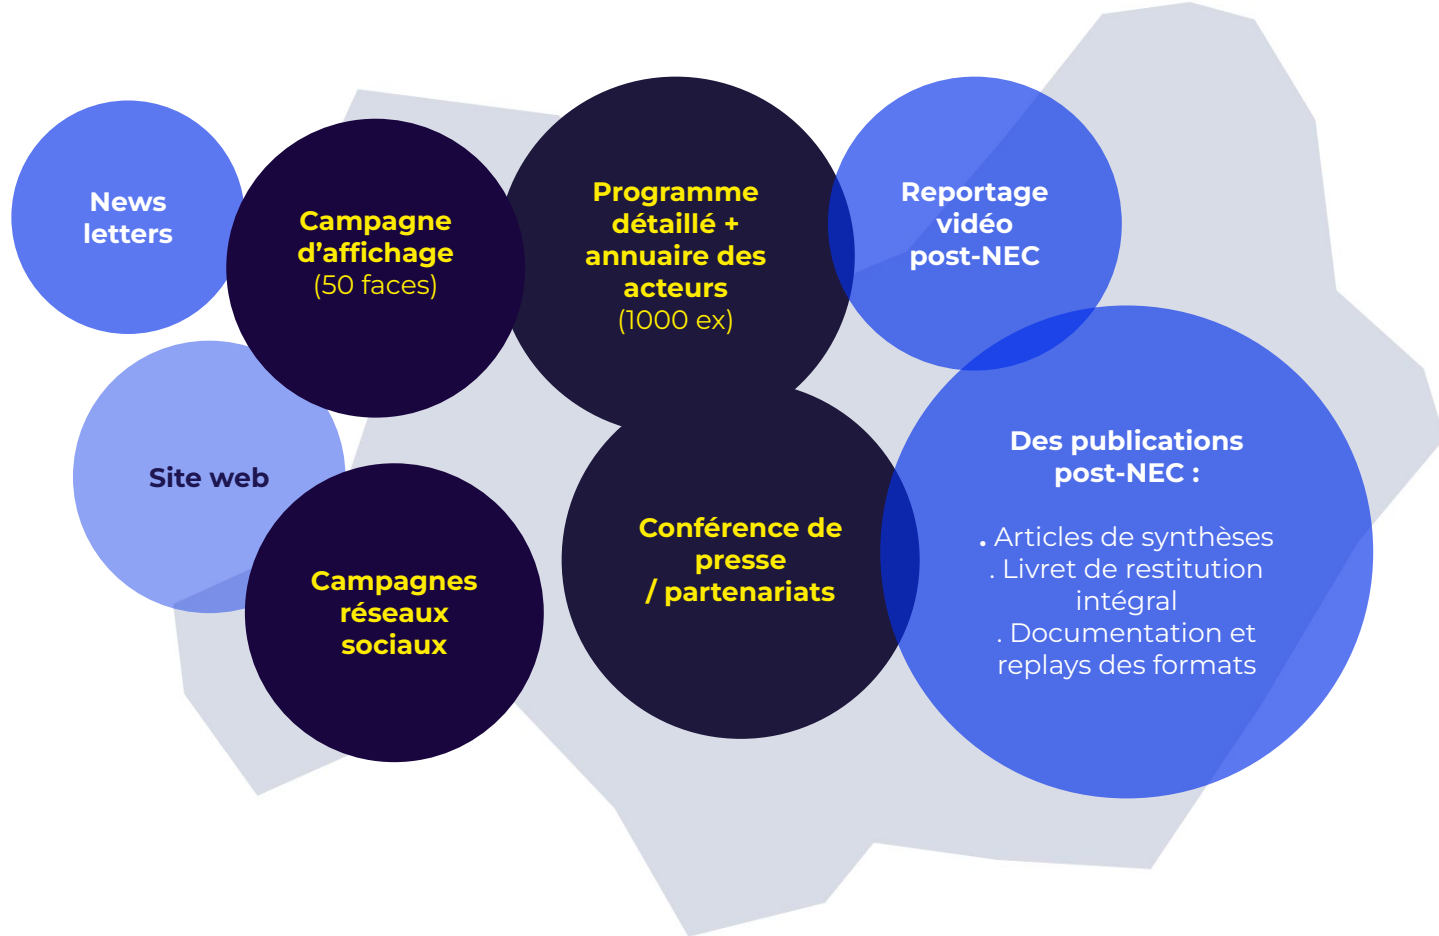 News
letters
Campagne
d’affichage
(50 faces)
Programme
détaillé +
annuaire des
acteurs
(1000 ex)
Reportage
vidéo
post-NEC
Site web
Campagnes
réseaux
sociaux
Conférence de
presse
/ partenariats
Des publications
post-NEC :
. Articles de synthèses
. Livret de restitution
intégral
. Documentation et
replays des formats